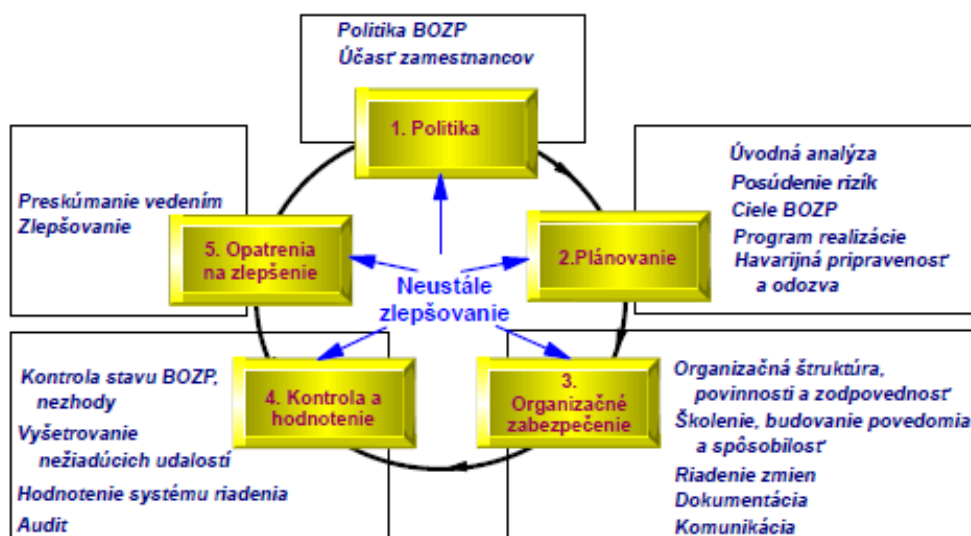 Politika BOZP
Účasť zamestnancov
1. Politika
Úvodná analýza
Posúdenie rizík
Ciele BOZP
Program realizácie
Havarijná pripravenosť
a odozva
2.Plánovanie
Preskúmanie vedením
Zlepšovanie
5. Opatrenia
na zlepšenie
Neustále
zlepšovanie
3.
Organizačné
zabezpečenie
Organizačná štruktúra,
povinnosti a zodpovednosť
Školenie, budovanie povedomia
a spôsobilosť
Riadenie zmien
Dokumentácia
Komunikácia
4. Kontrola a
hodnotenie
Kontrola stavu BOZP,
nezhody
Vyšetrovanie
nežiadúcich udalostí
Hodnotenie systému riadenia
Audit